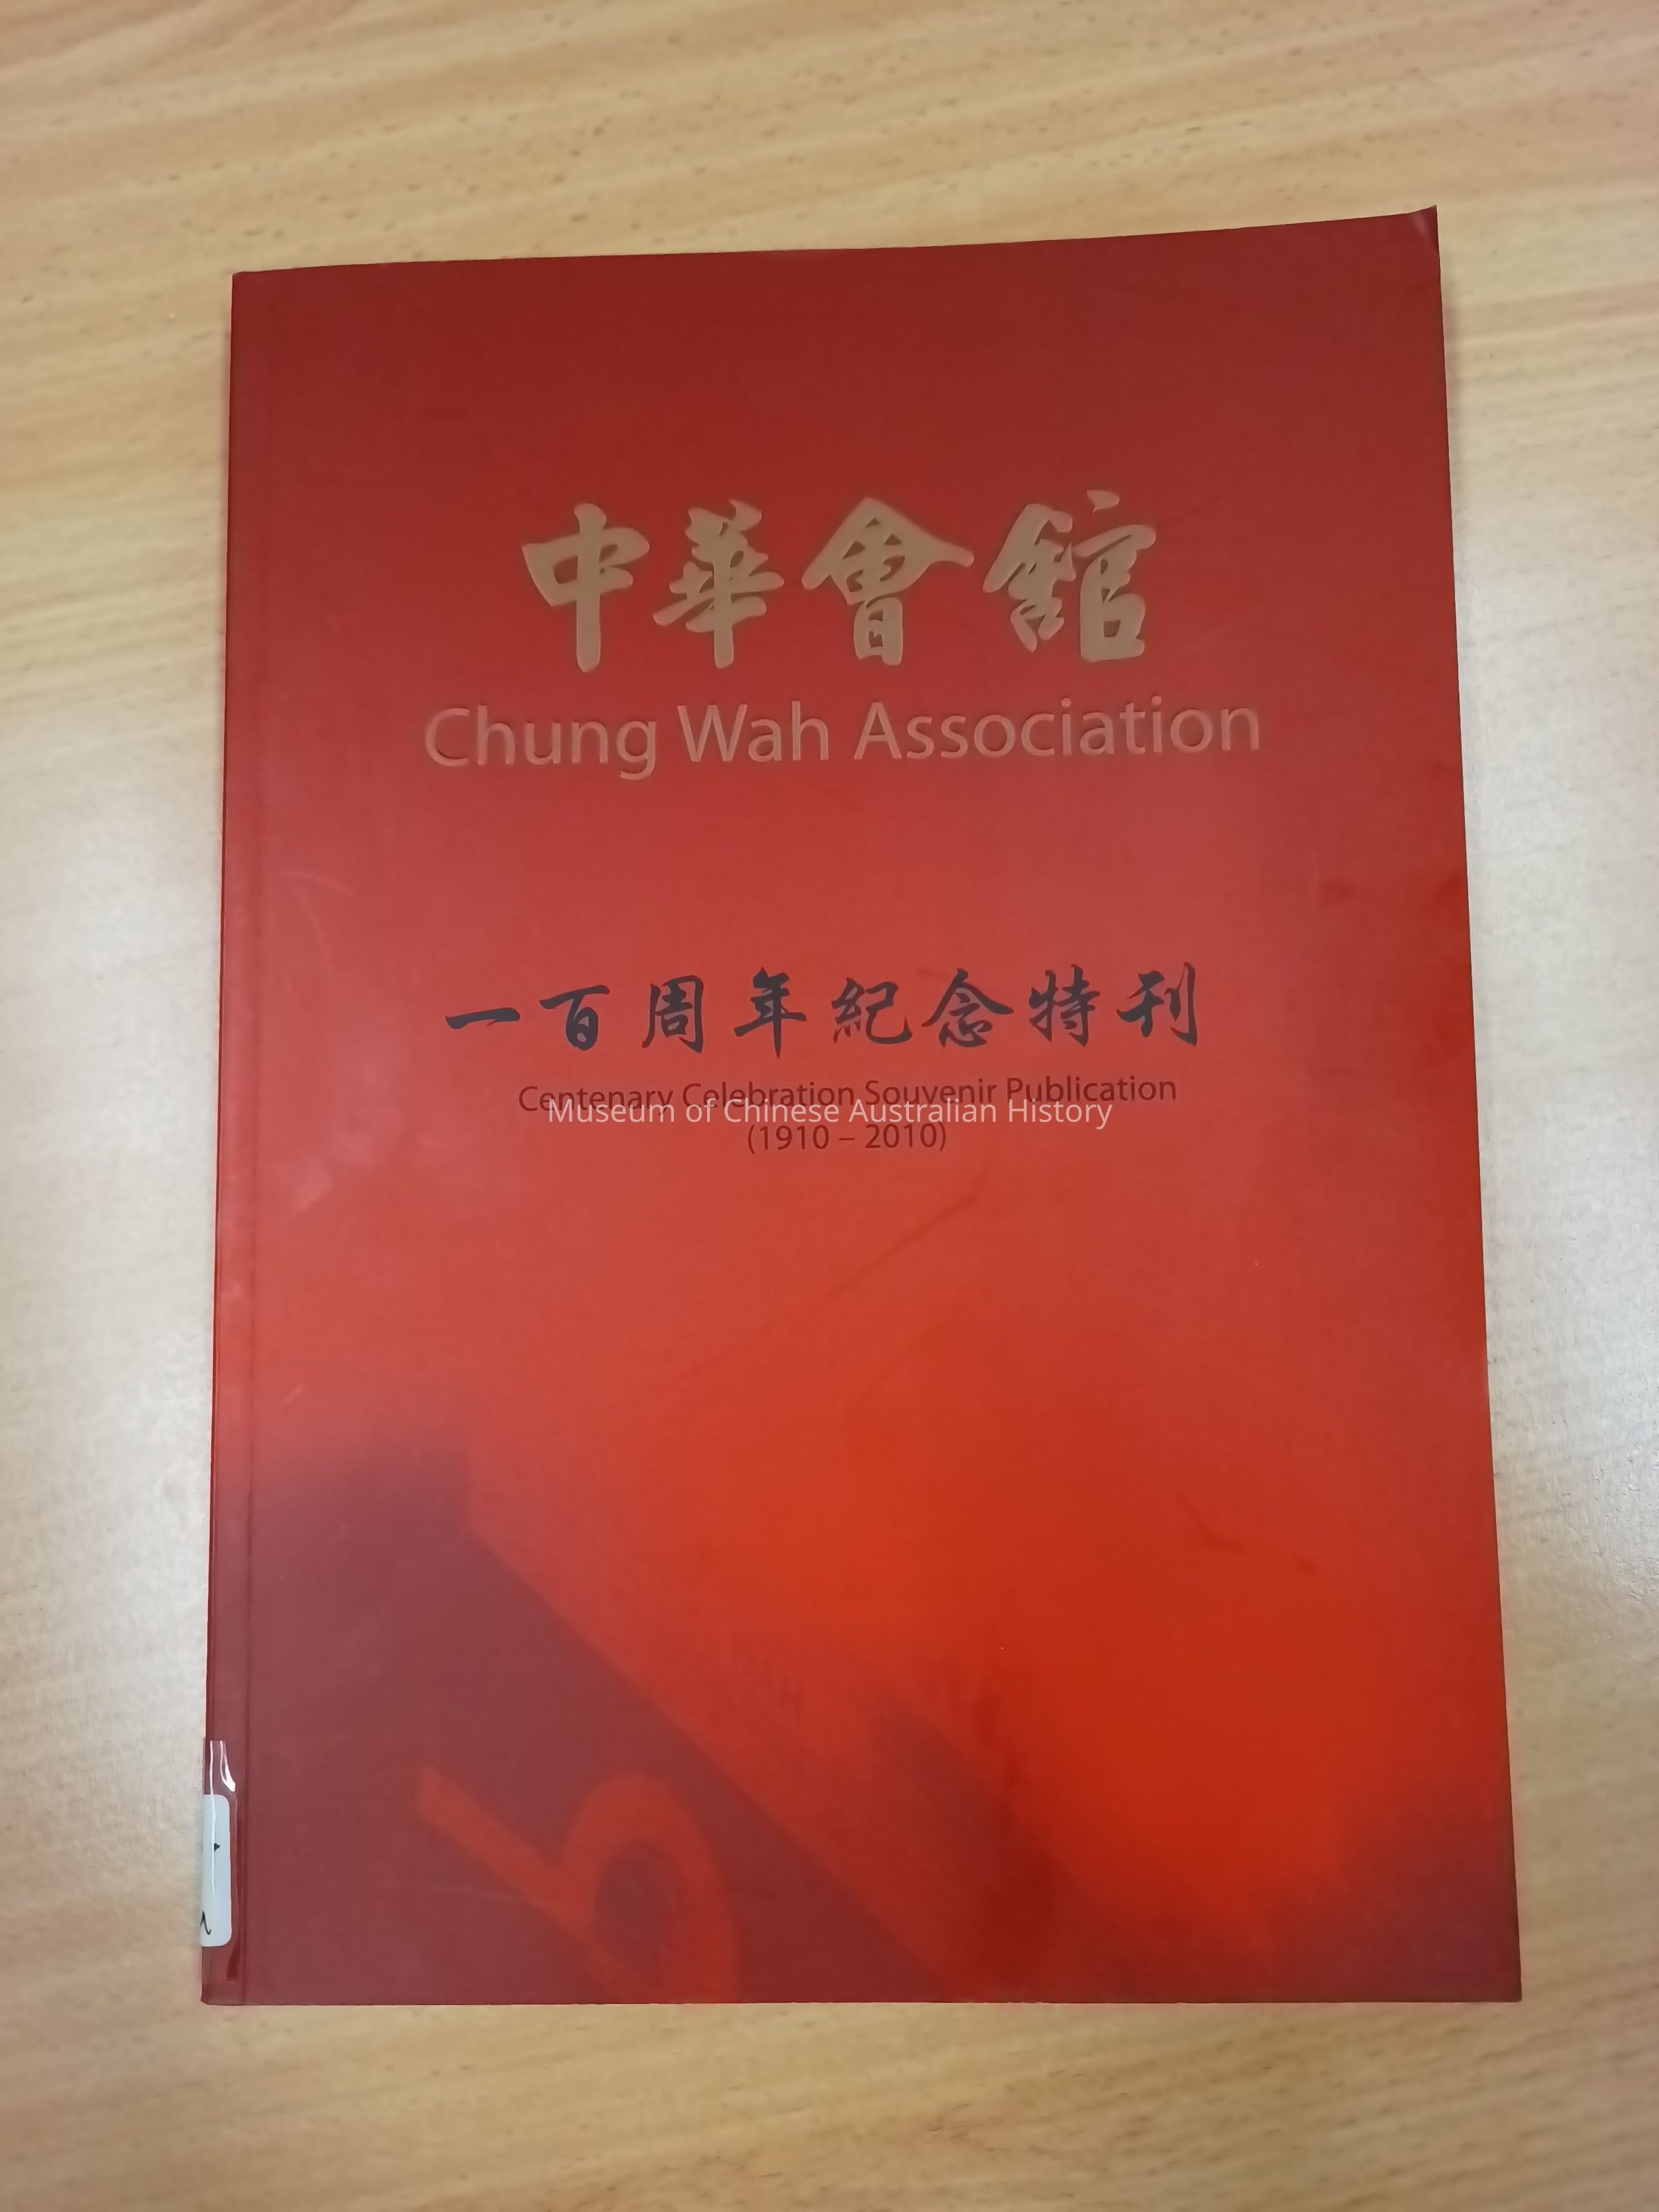 中華會舘
Chung Wah Association
一百周年紀念特刊
Centenary Celebration Souvenir Publication
Museum of Chinese Australian History
(1910 – 2010)